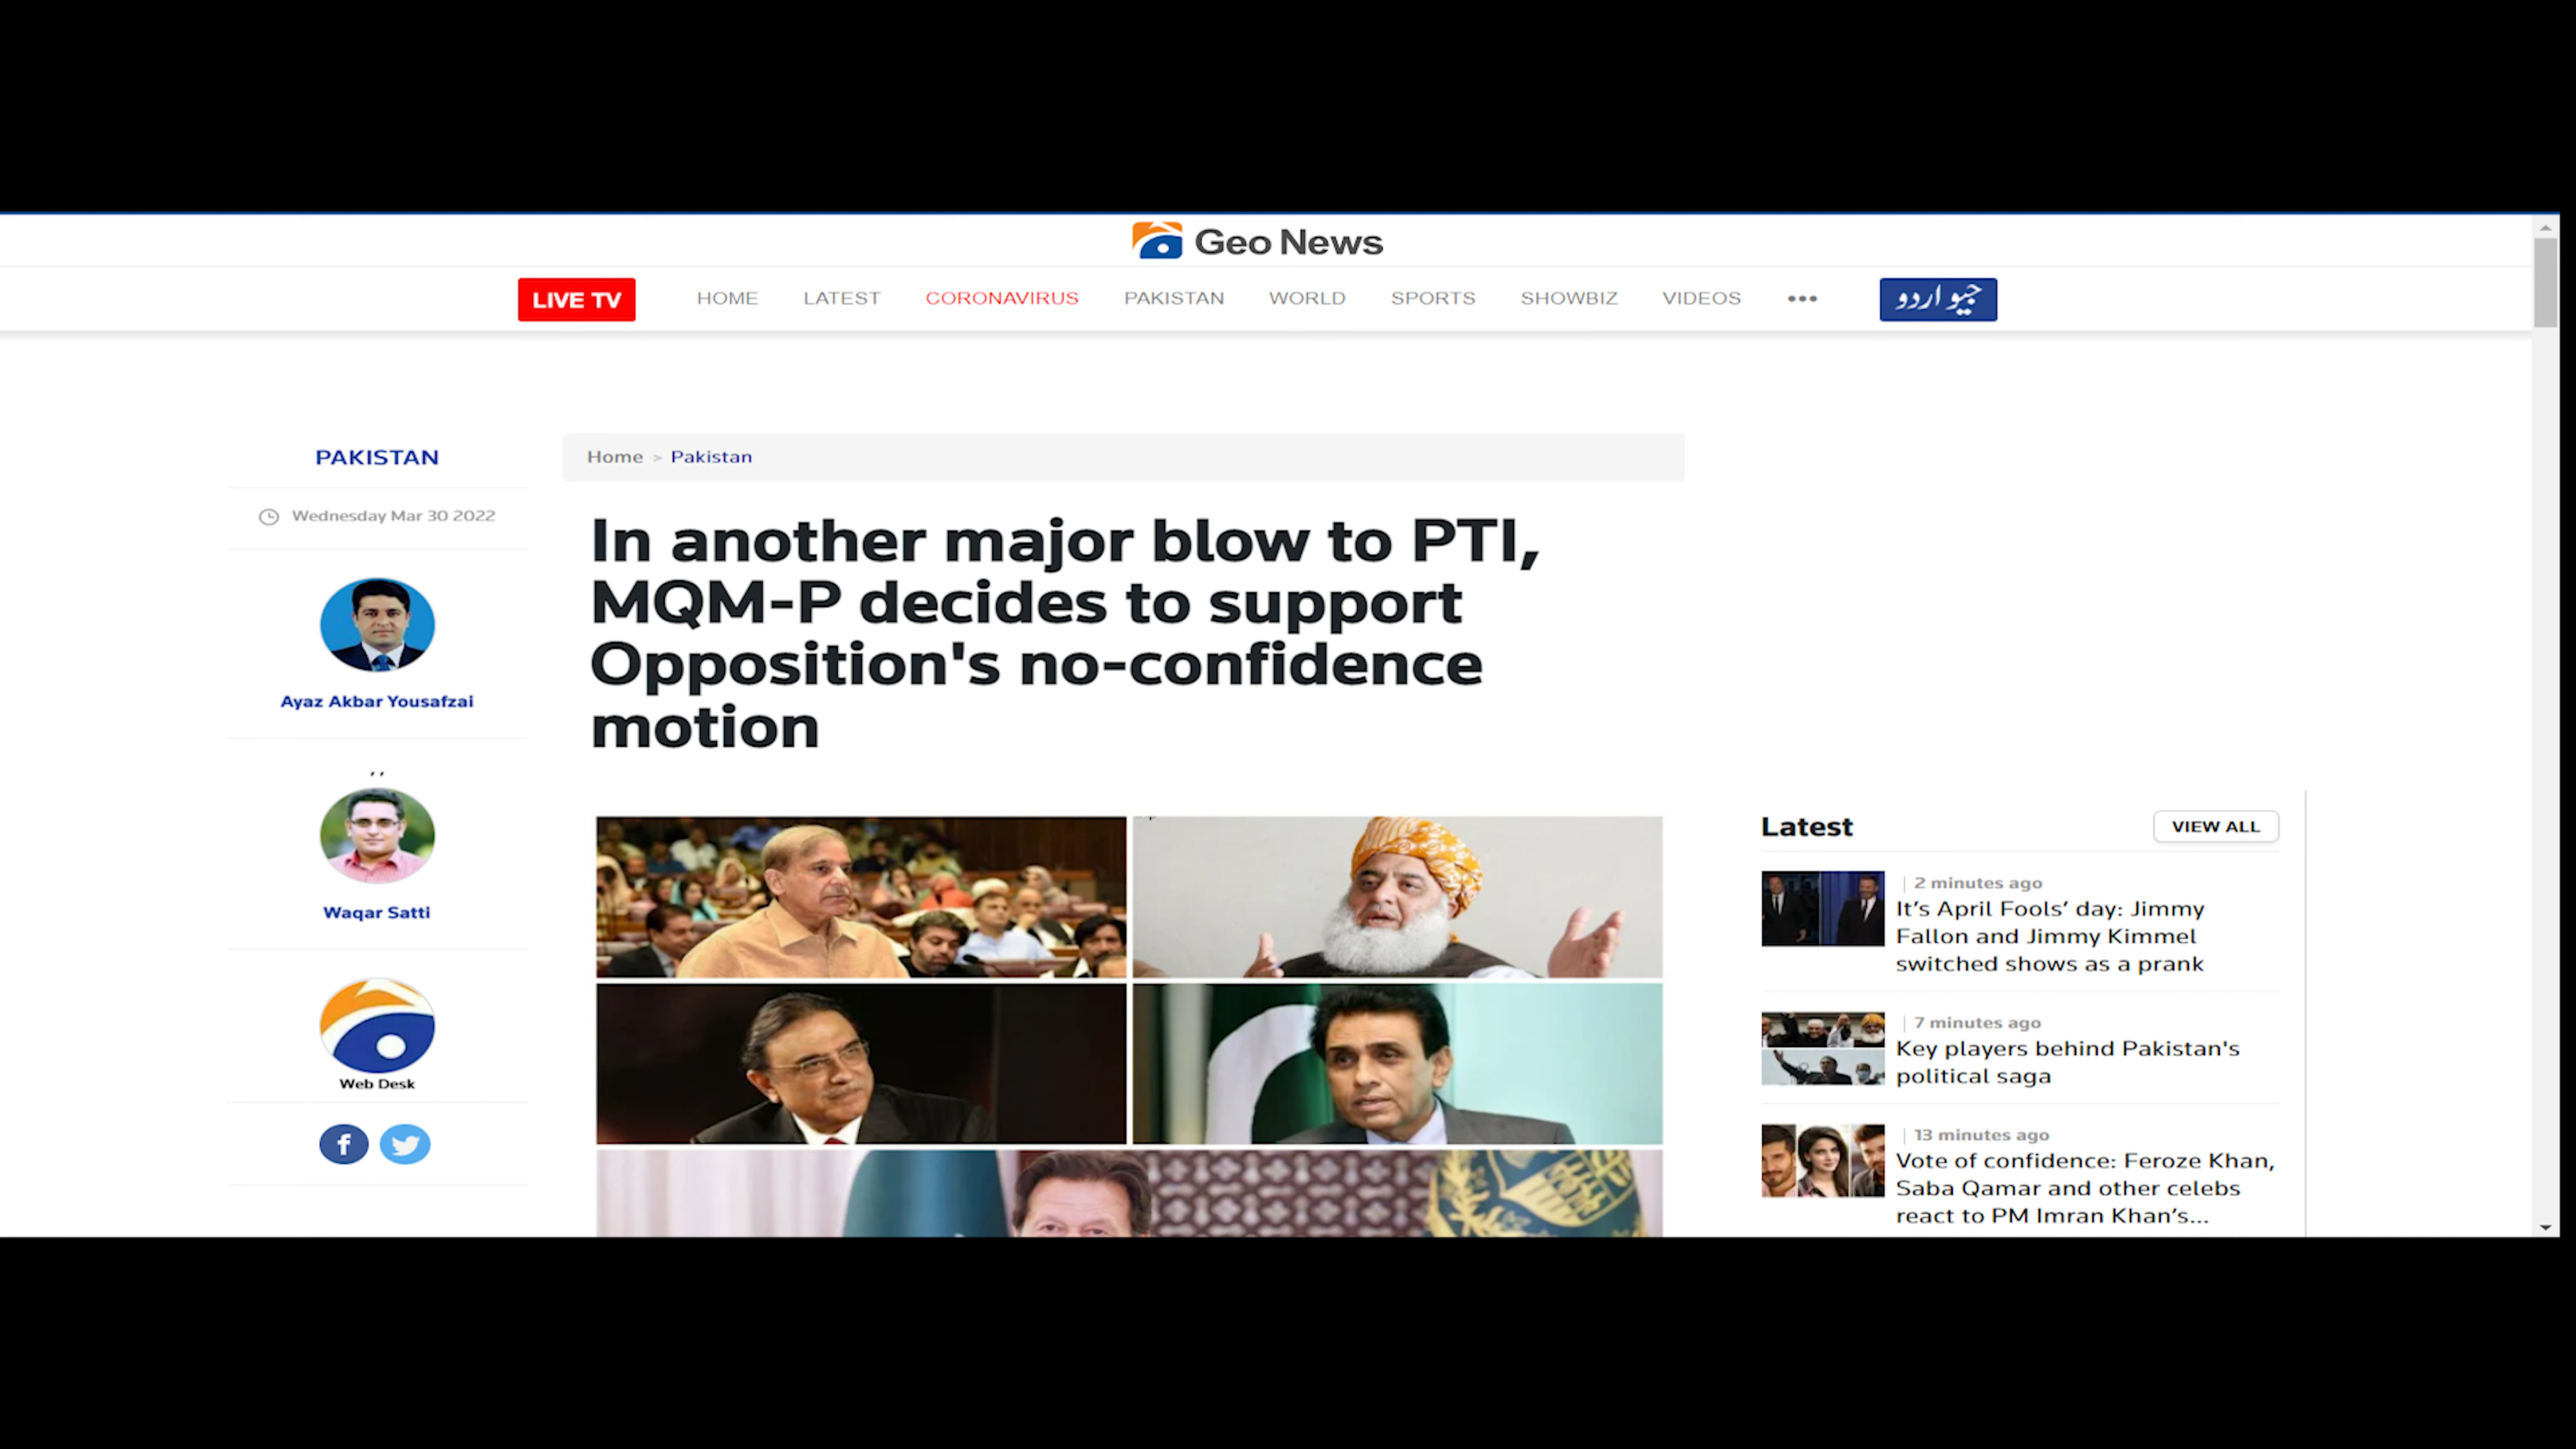 Geo News
LIVE TV
HOME
LATEST
CORONAVIRUS
PAKISTAN
WORLD
SPORTS
SHOWBIZ
VIDEOS
جیو اردو
PAKISTAN
Wednesday Mar 30 2022
Ayaz Akbar Yousafzai
Waqar Satti
Web Desk
Home > Pakistan
In another major blow to PTI,
MQM-P decides to support
Opposition's no-confidence
motion
Latest
VIEW ALL
| 2 minutes ago
It’s April Fools’ day: Jimmy
Fallon and Jimmy Kimmel
switched shows as a prank
| 7 minutes ago
Key players behind Pakistan's
political saga
| 13 minutes ago
Vote of confidence: Feroze Khan,
Saba Qamar and other celebs
react to PM Imran Khan’s...